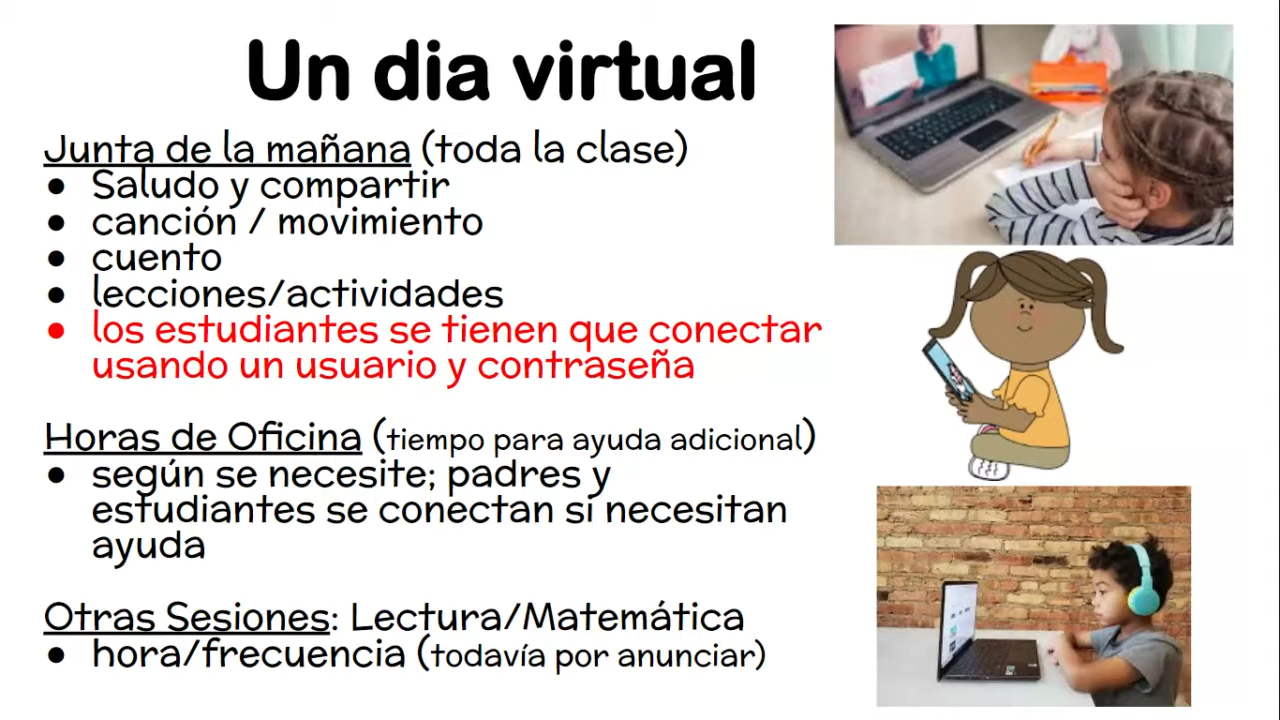 Un dia virtual
Junta de la mañana (toda la clase)
● Saludo y compartir
● canción / movimiento
● cuento
● lecciones/actividades
● los estudiantes se tienen que conectar
usando un usuario y contraseña
Horas de Oficina (tiempo para ayuda adicional)
● según se necesite; padres y
estudiantes se conectan si necesitan
ayuda
Otras Sesiones: Lectura/Matemática
● hora/frecuencia (todavía por anunciar)